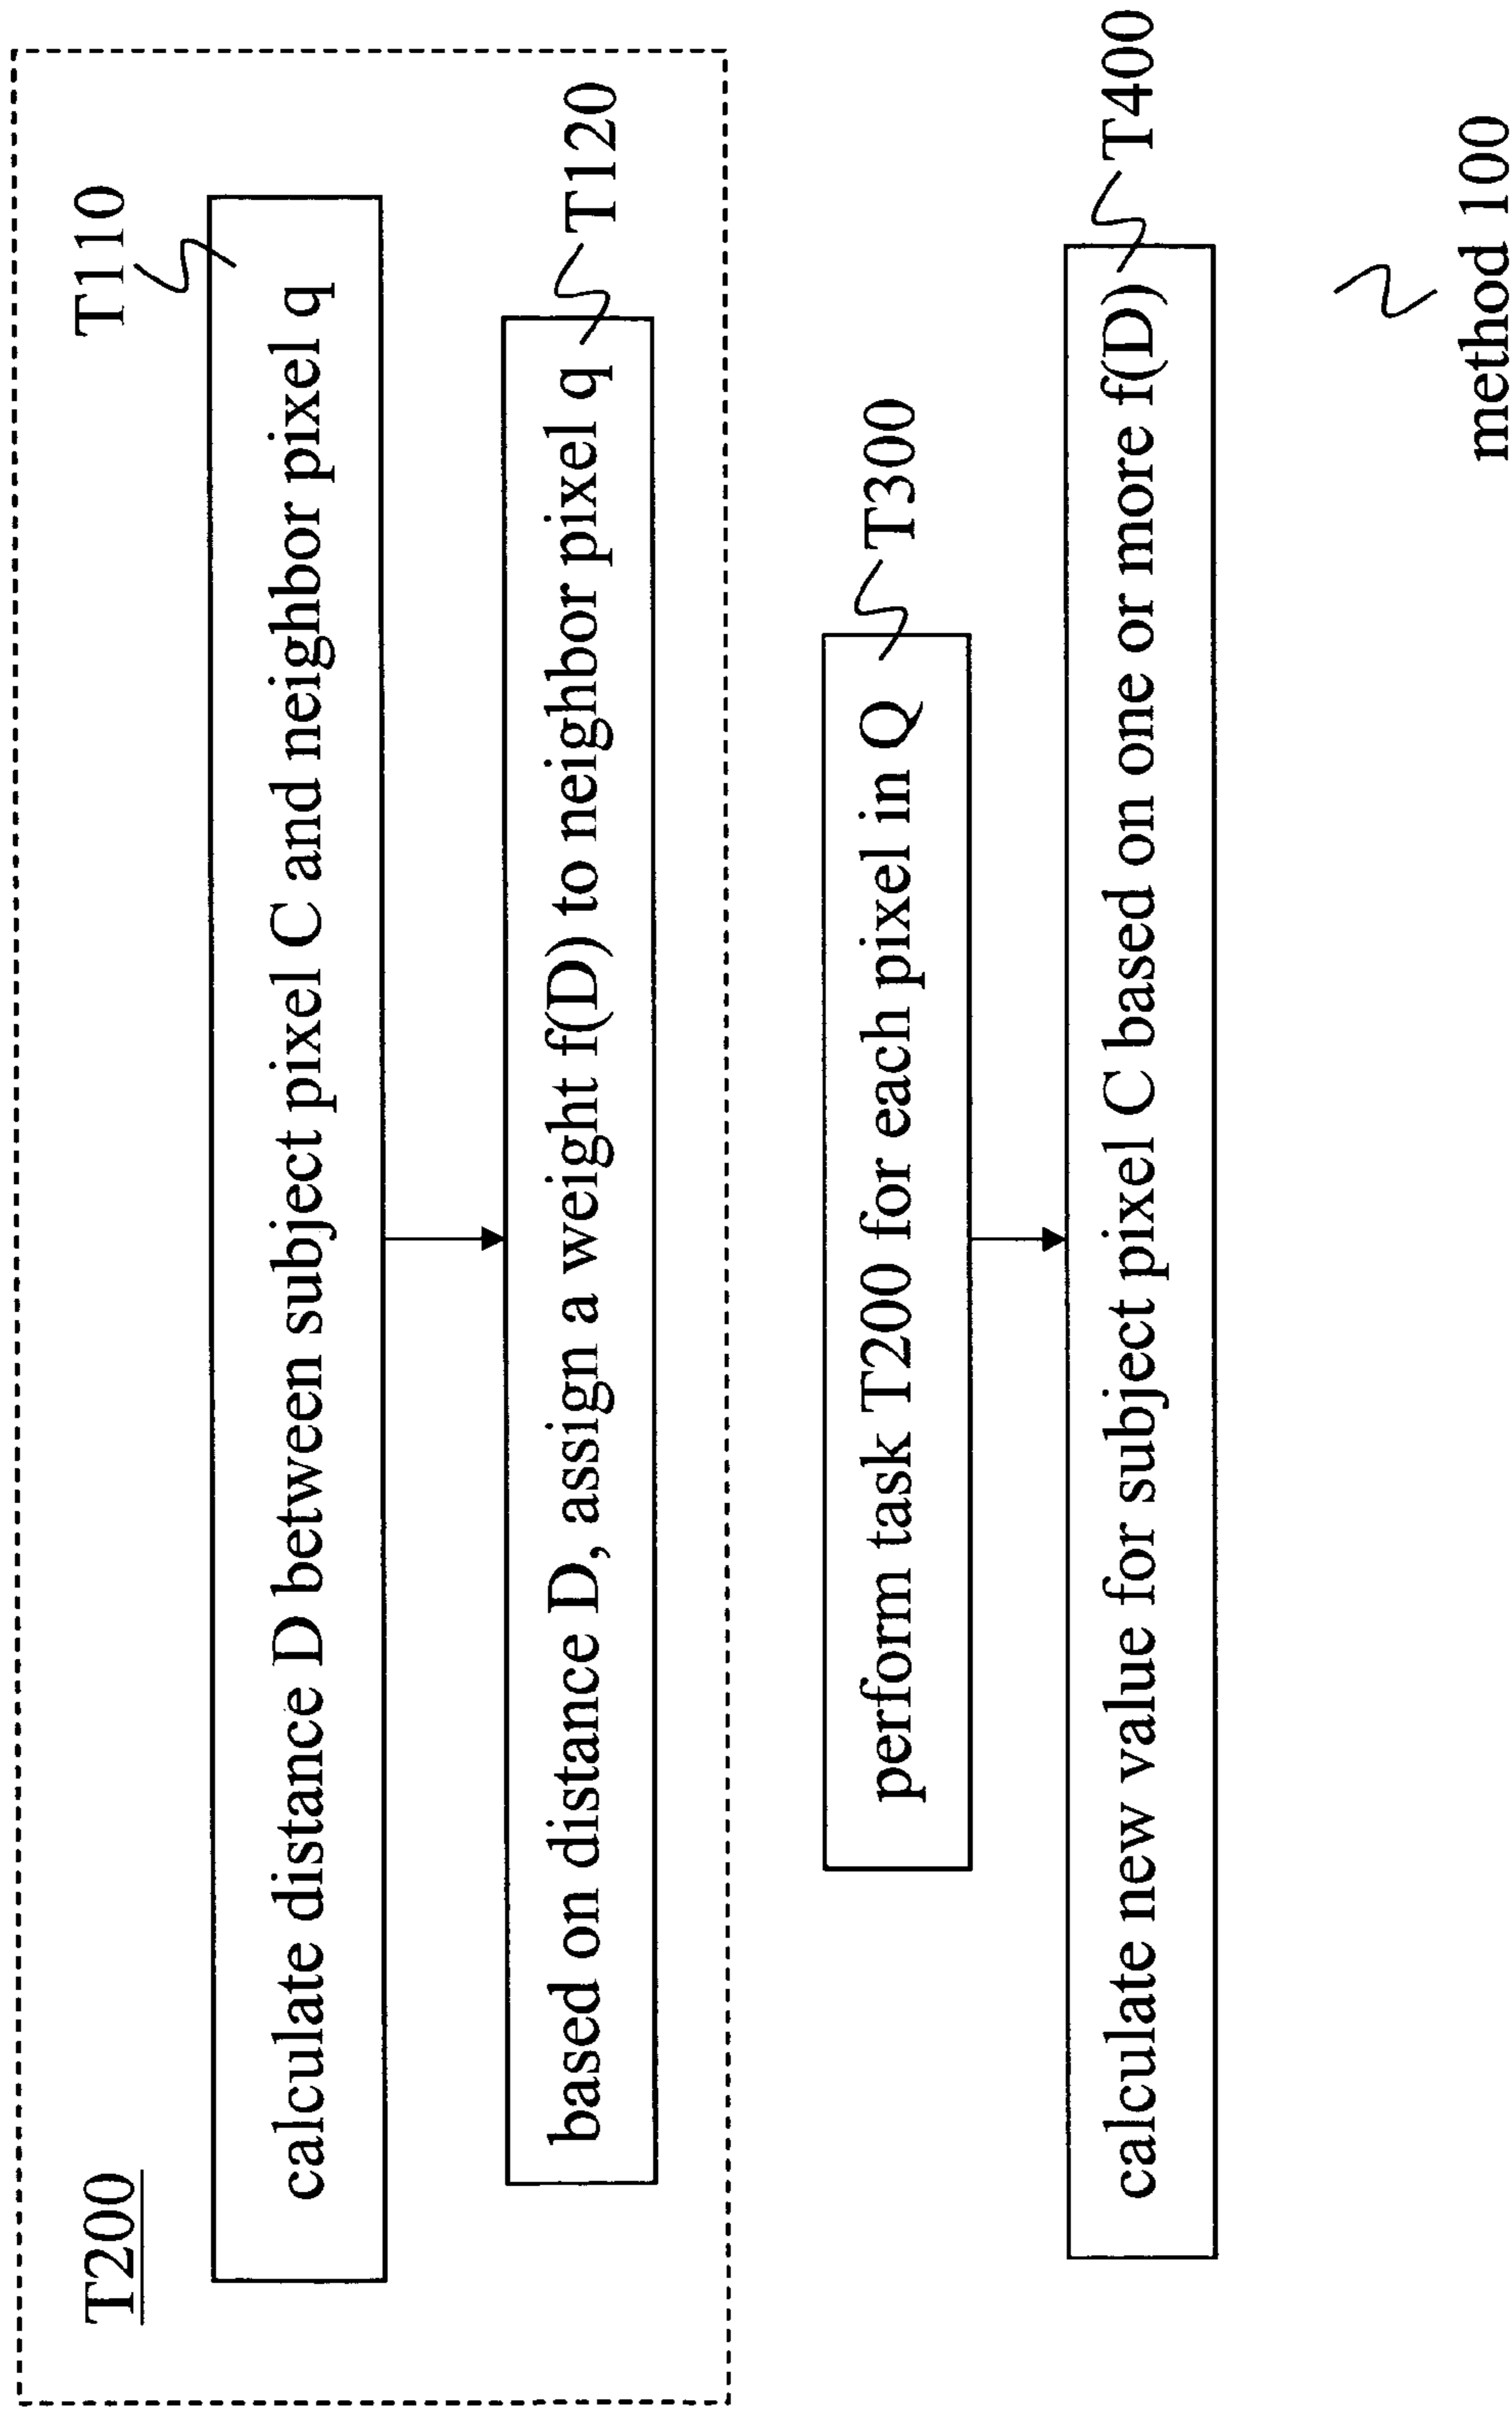 T200
T110
calculate distance D between subject pixel C and neighbor pixel q
based on distance D, assign a weight f(D) to neighbor pixel q
T120
perform task T200 for each pixel in Q
T300
calculate new value for subject pixel C based on one or more f(D)
T400
method 100